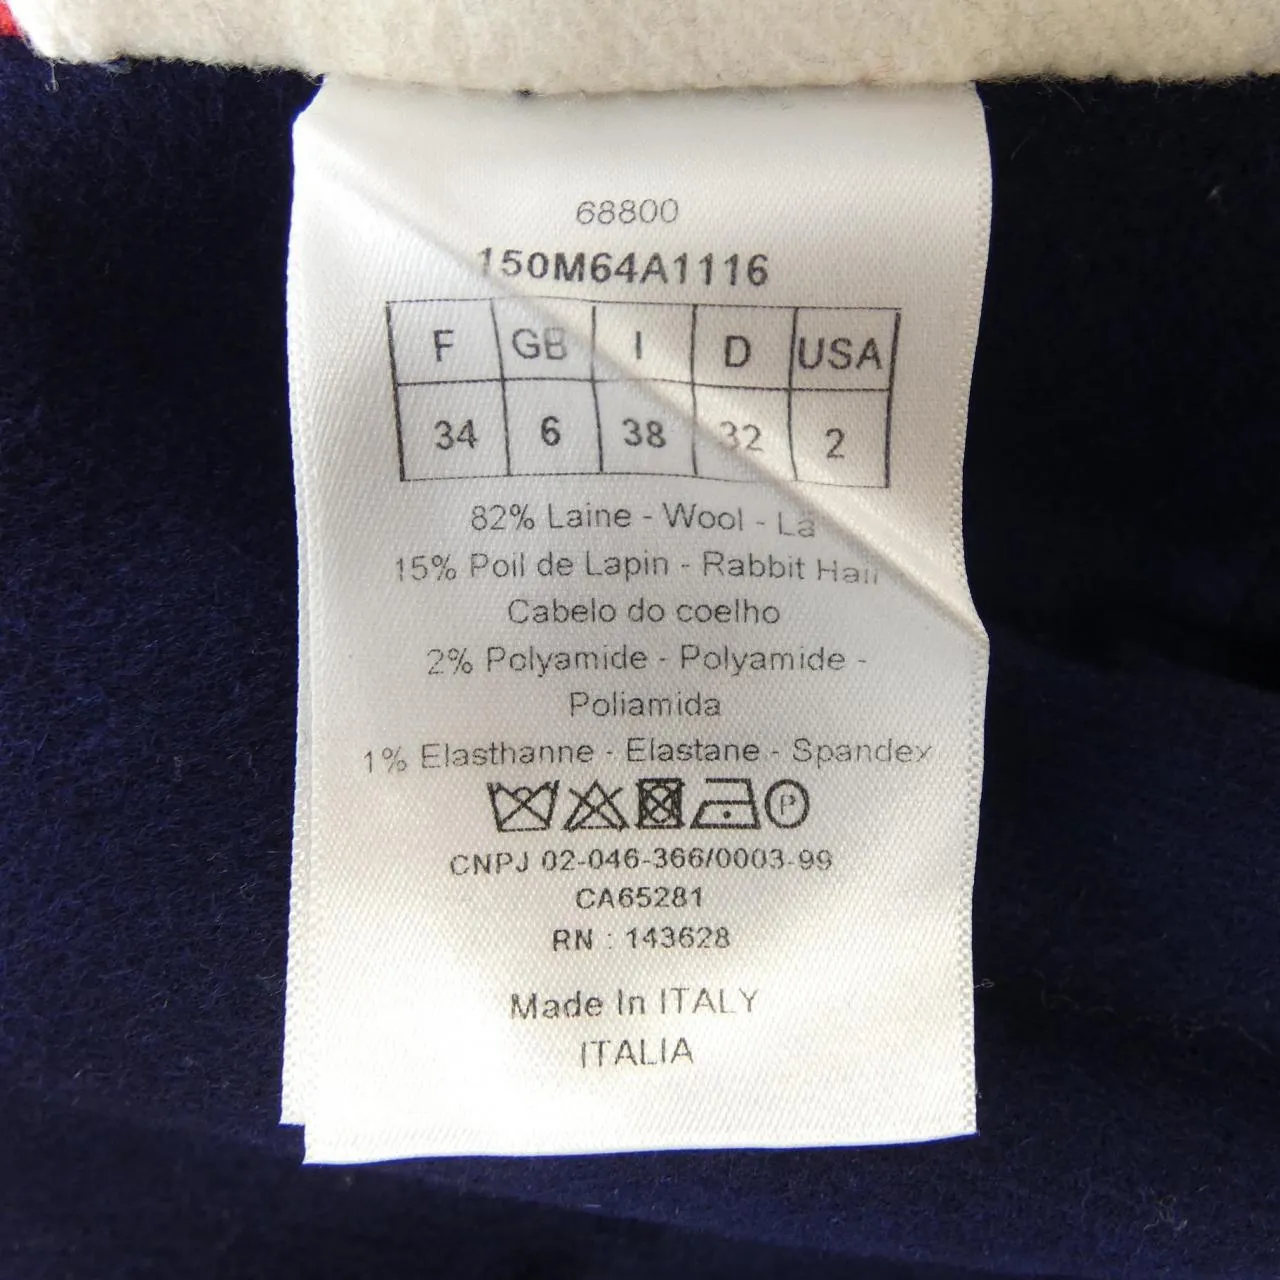 68800
150M64A1116
F GB I D USA
34 6 38 32 2
82% Laine - Wool - Lã
15% Poil de Lapin - Rabbit Hair
Cabelo do coelho
2% Polyamide - Polyamide -
Poliamida
1% Elasthanne - Elastane - Spandex
P
CNPJ 02-046-366/0003-99
CA65281
RN : 143628
Made In ITALY
ITALIA